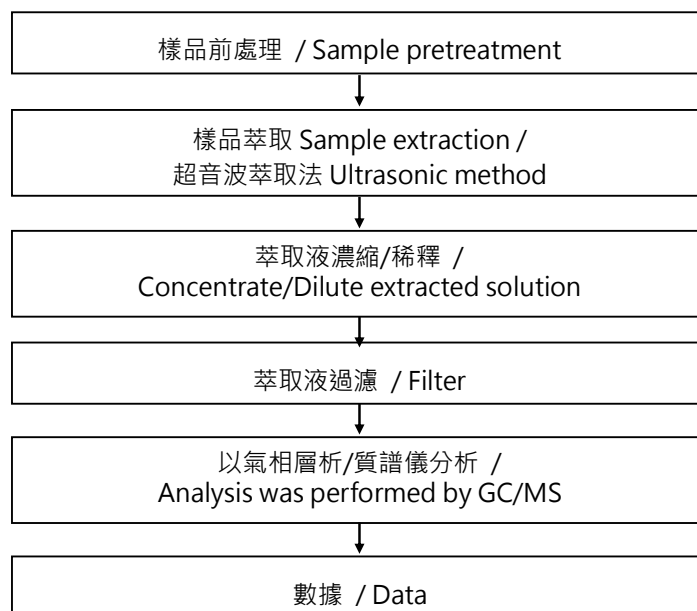 樣品前處理 / Sample pretreatment
樣品萃取 Sample extraction /
超音波萃取法 Ultrasonic method
萃取液濃縮/稀釋 /
Concentrate/Dilute extracted solution
萃取液過濾 / Filter
以氣相層析/質譜儀分析 /
Analysis was performed by GC/MS
數據 / Data